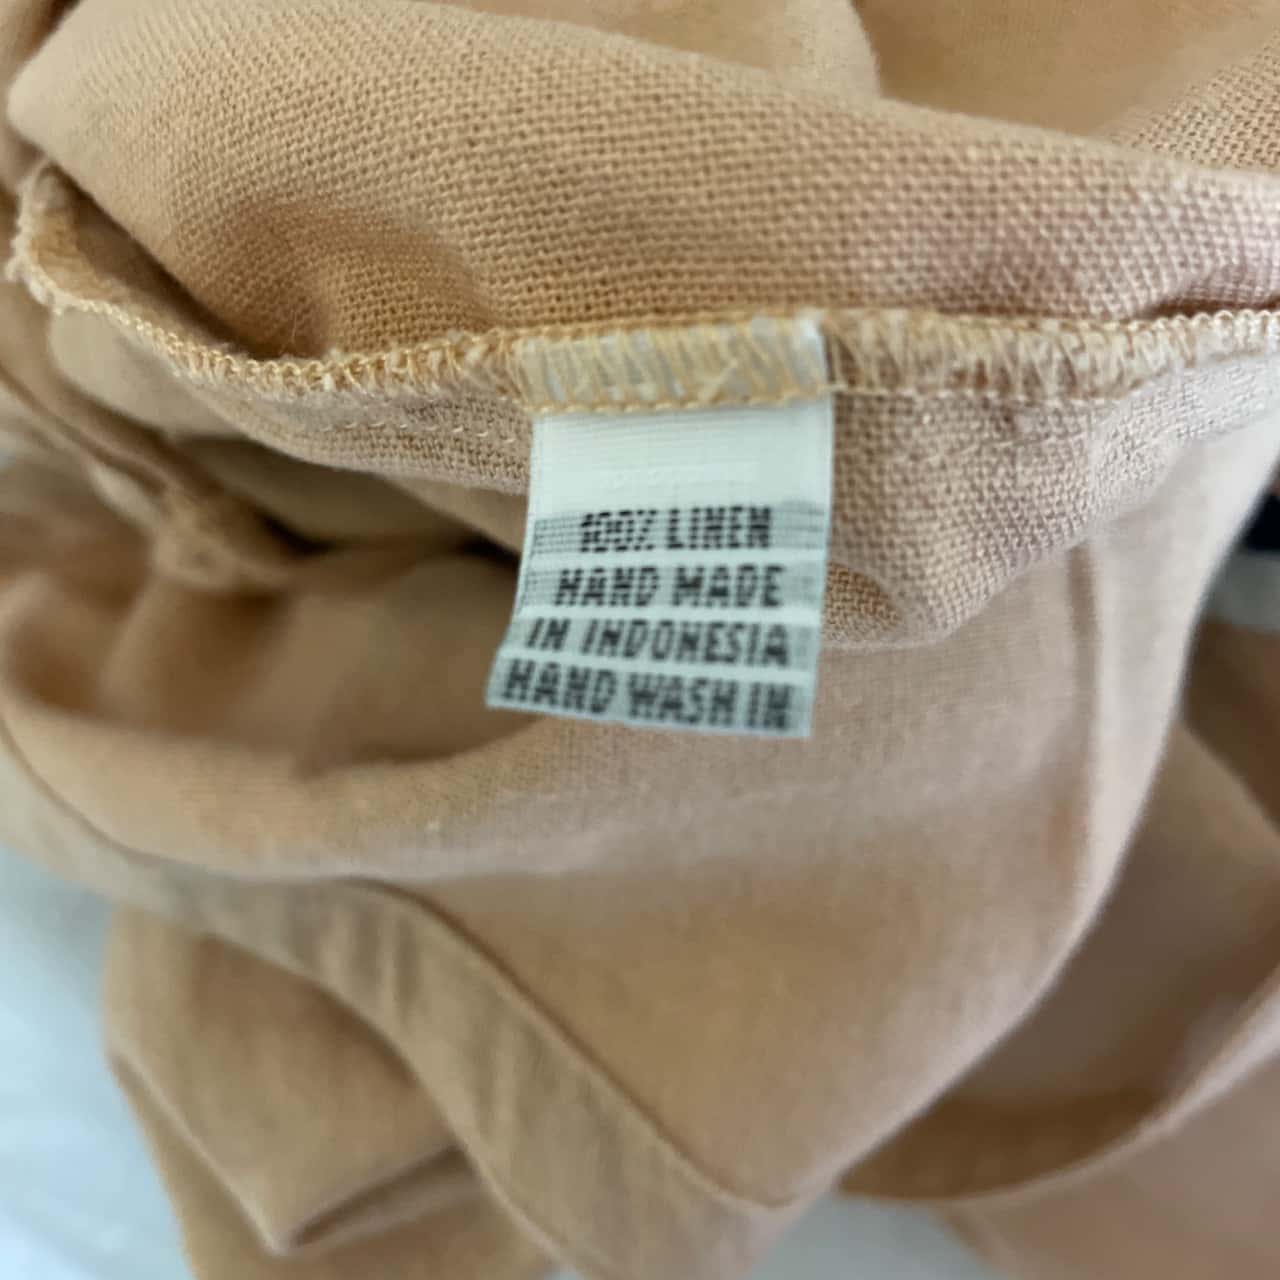 100% LINEN
HAND MADE
IN INDONESIA
HAND WASH IN